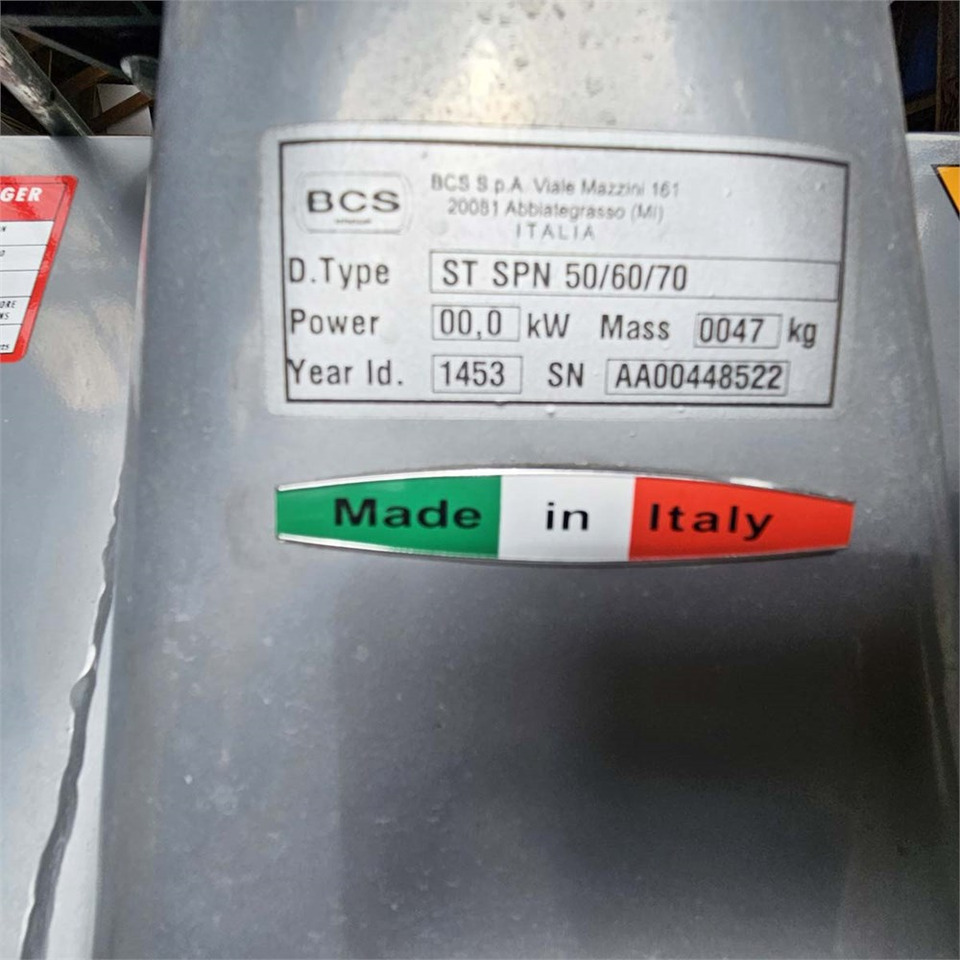 GER
BCS
BCS S.p.A. Viale Mazzini 161
20081 Abbiategrasso (MI)
ITALIA
D.Type ST SPN 50/60/70
Power 00,0 kW Mass 0047 kg
Year Id. 1453 SN AA00448522
Made in Italy